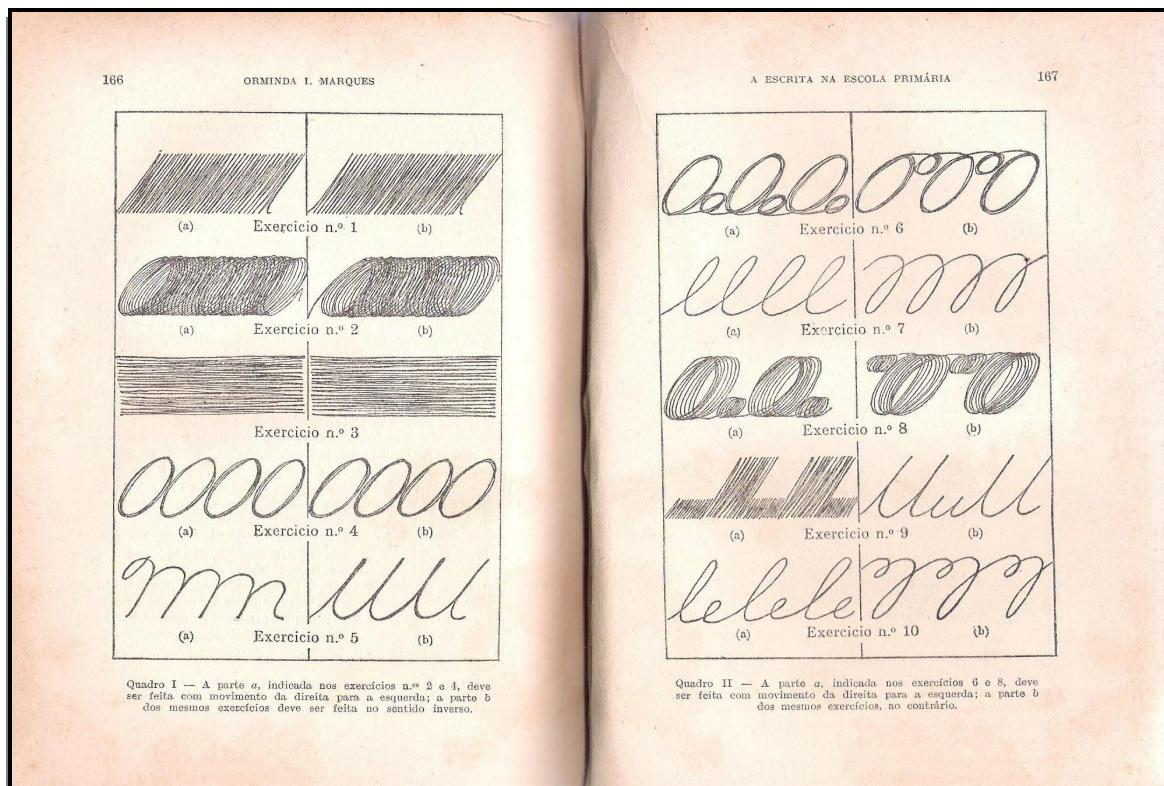 166
ORMINDA I. MARQUES
(a) Exercicio n.º 1 (b)
(a) Exercicio n.º 2 (b)
Exercicio n.º 3
(a) Exercicio n.º 4 (b)
(a) Exercicio n.º 5 (b)
Quadro I — A parte a, indicada nos exercícios n.os 2 e 4, deve
ser feita com movimento da direita para a esquerda; a parte b
dos mesmos exercícios deve ser feita no sentido inverso.
A ESCRITA NA ESCOLA PRIMÁRIA
167
(a) Exercicio n.º 6 (b)
(a) Exercicio n.º 7 (b)
(a) Exercicio n.º 8 (b)
(a) Exercicio n.º 9 (b)
(a) Exercicio n.º 10 (b)
Quadro II — A parte a, indicada nos exercícios 6 e 8, deve
ser feita com movimento da direita para a esquerda; a parte b
dos mesmos exercícios, ao contrário.